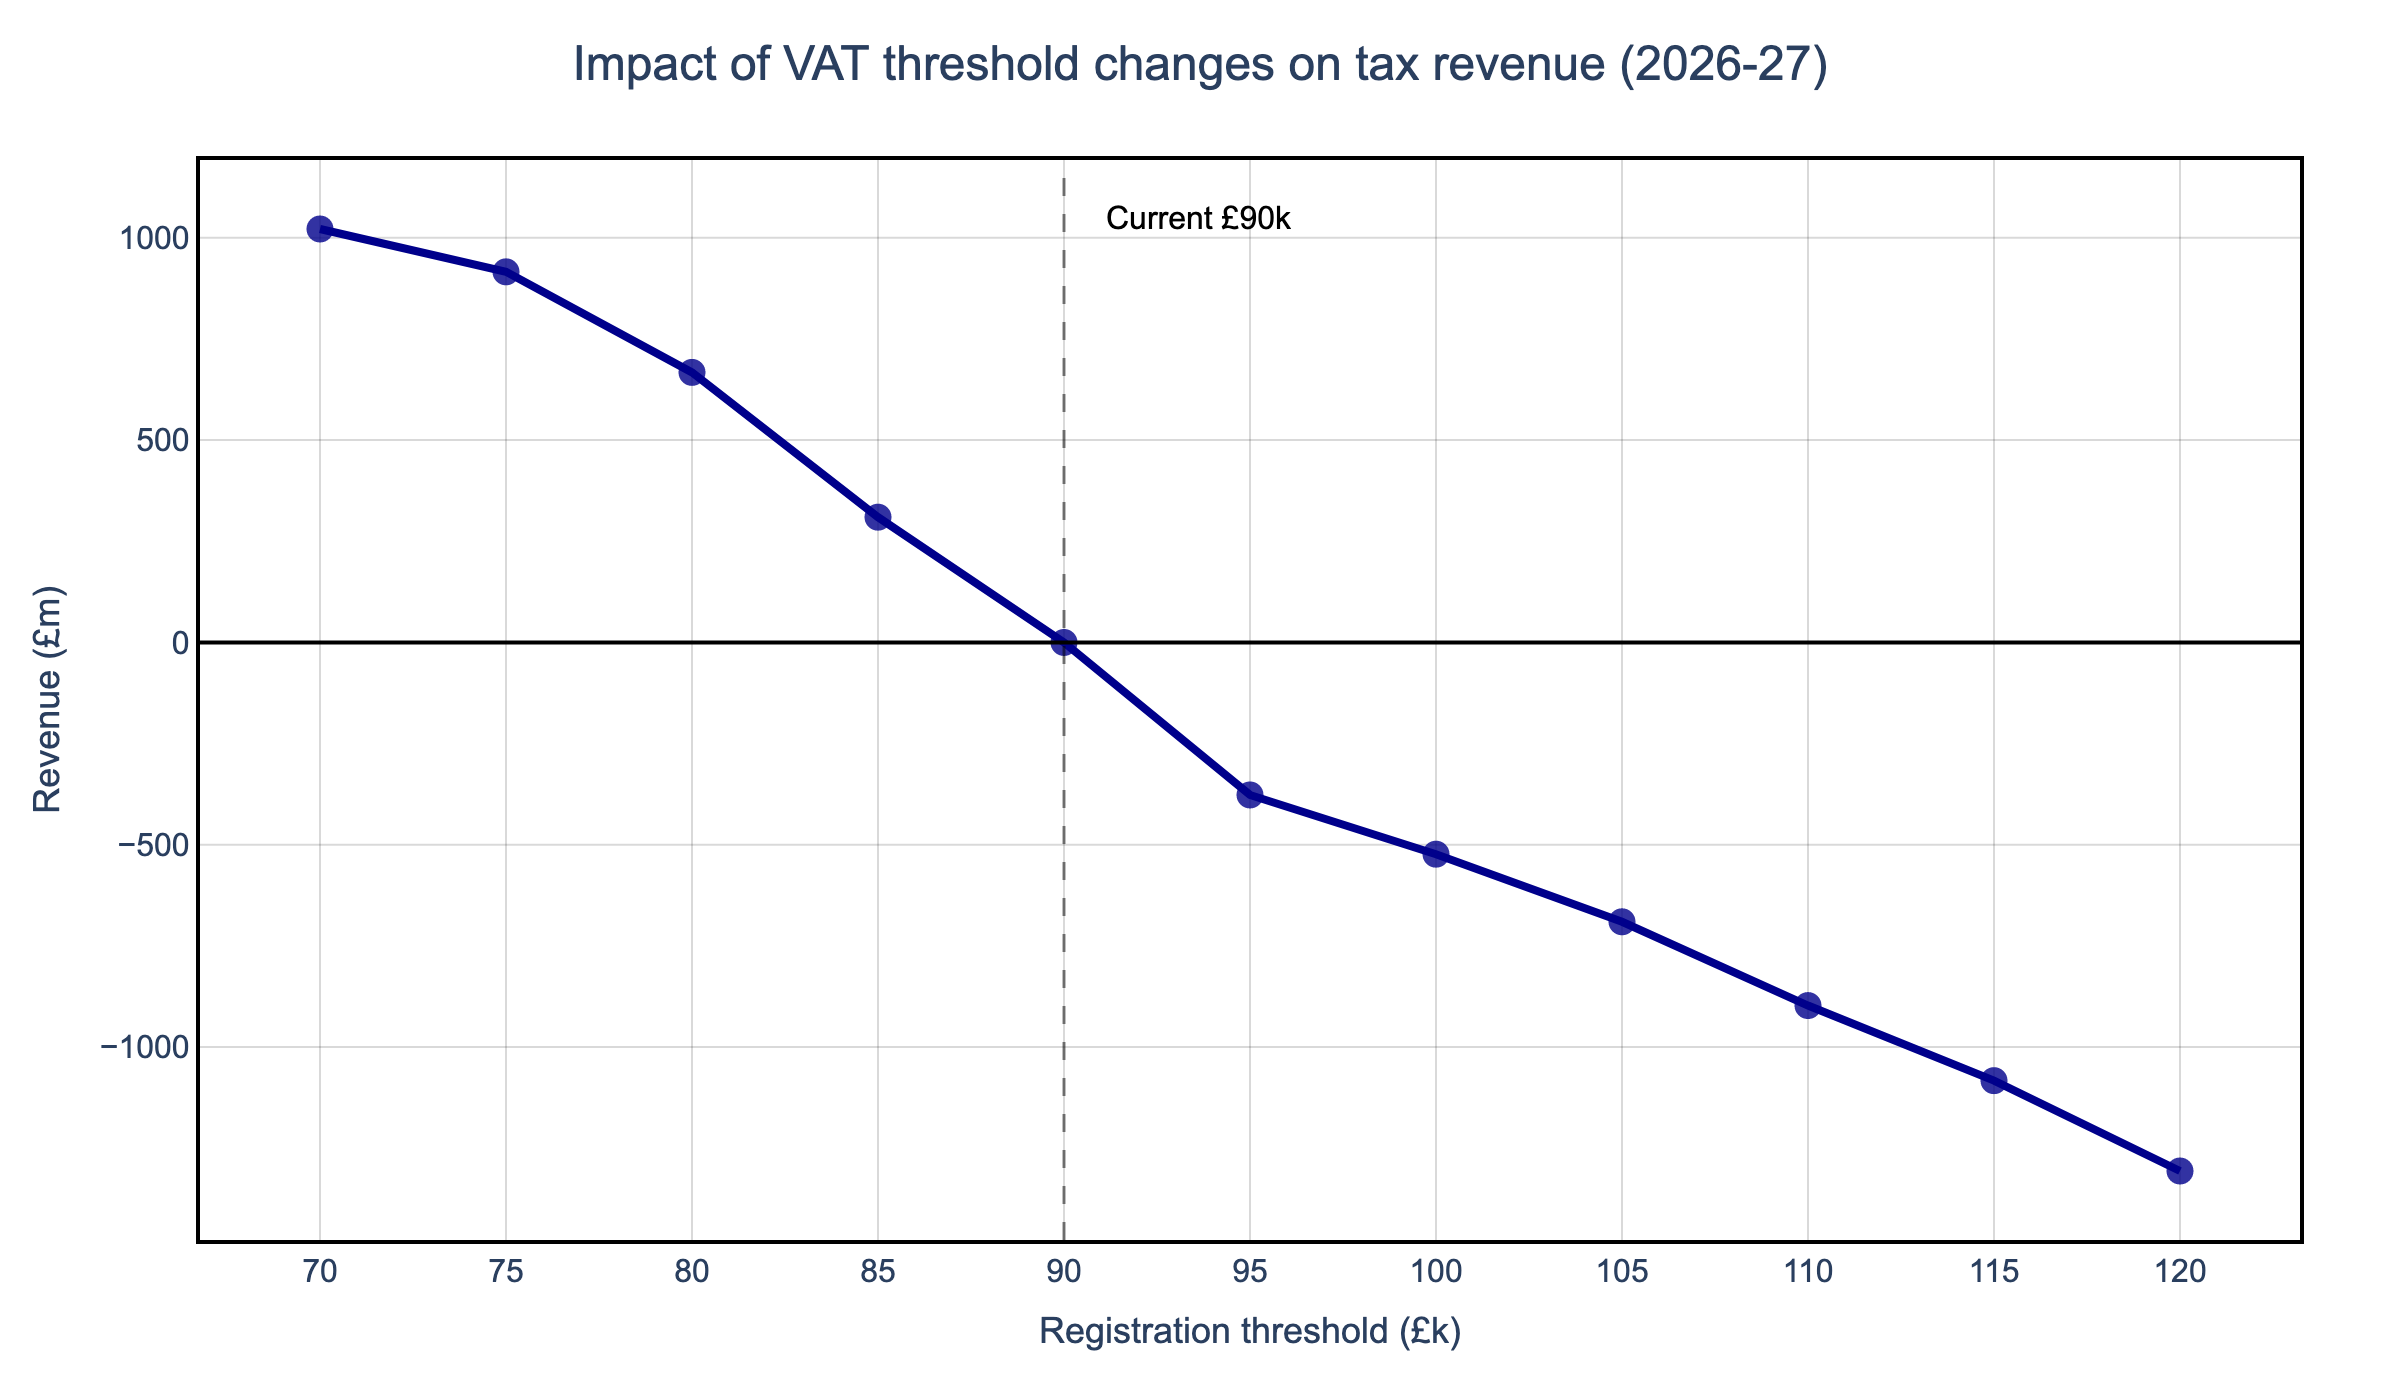 Impact of VAT threshold changes on tax revenue (2026-27)
Current £90k
1000
500
0
−500
−1000
Revenue (£m)
70 75 80 85 90 95 100 105 110 115 120
Registration threshold (£k)